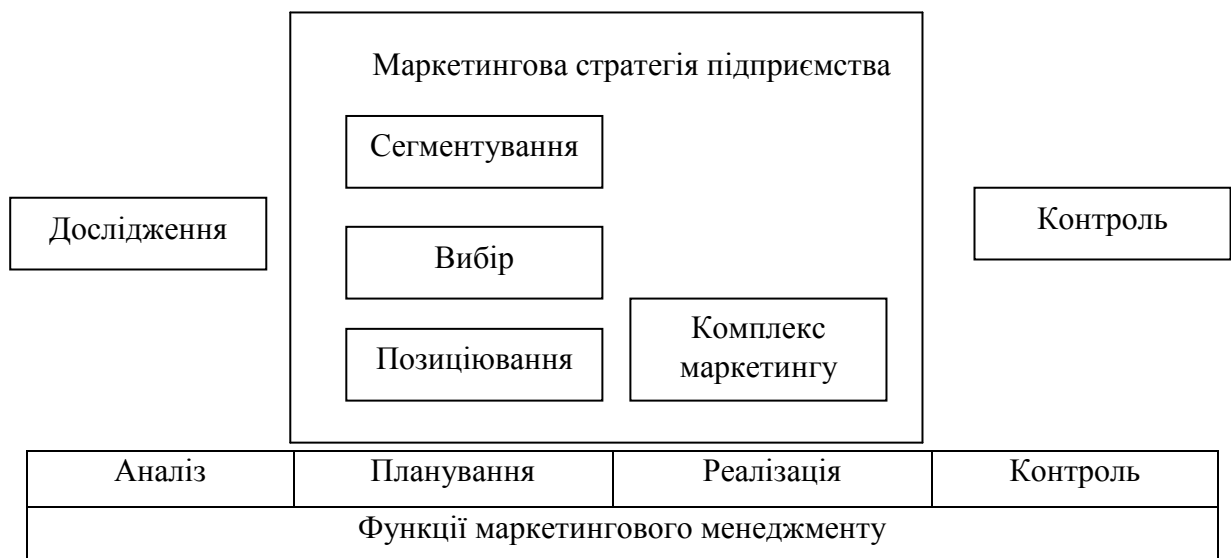 Маркетингова стратегія підприємства
Сегментування
Дослідження
Контроль
Вибір
Позиціювання
Комплекс
маркетингу
Аналіз
Планування
Реалізація
Контроль
Функції маркетингового менеджменту